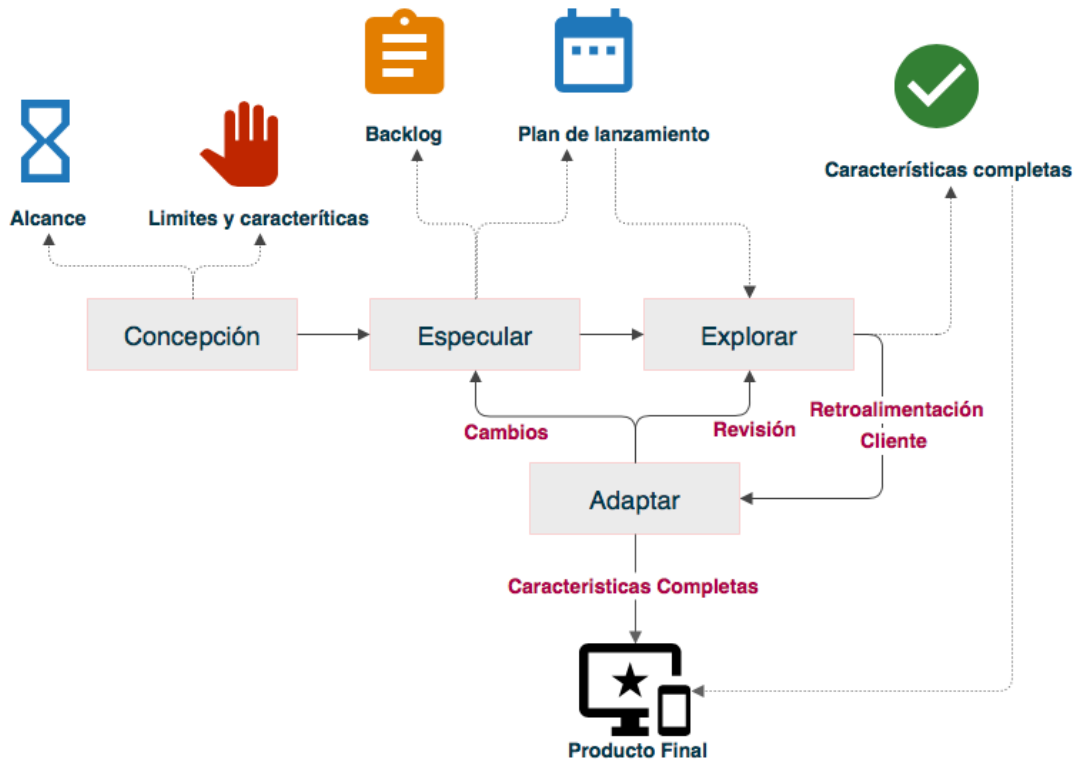 Backlog
Plan de lanzamiento
Características completas
Alcance
Limites y caracteríticas
Concepción
Especular
Explorar
Retroalimentación
Cliente
Cambios
Revisión
Adaptar
Caracteristicas Completas
Producto Final